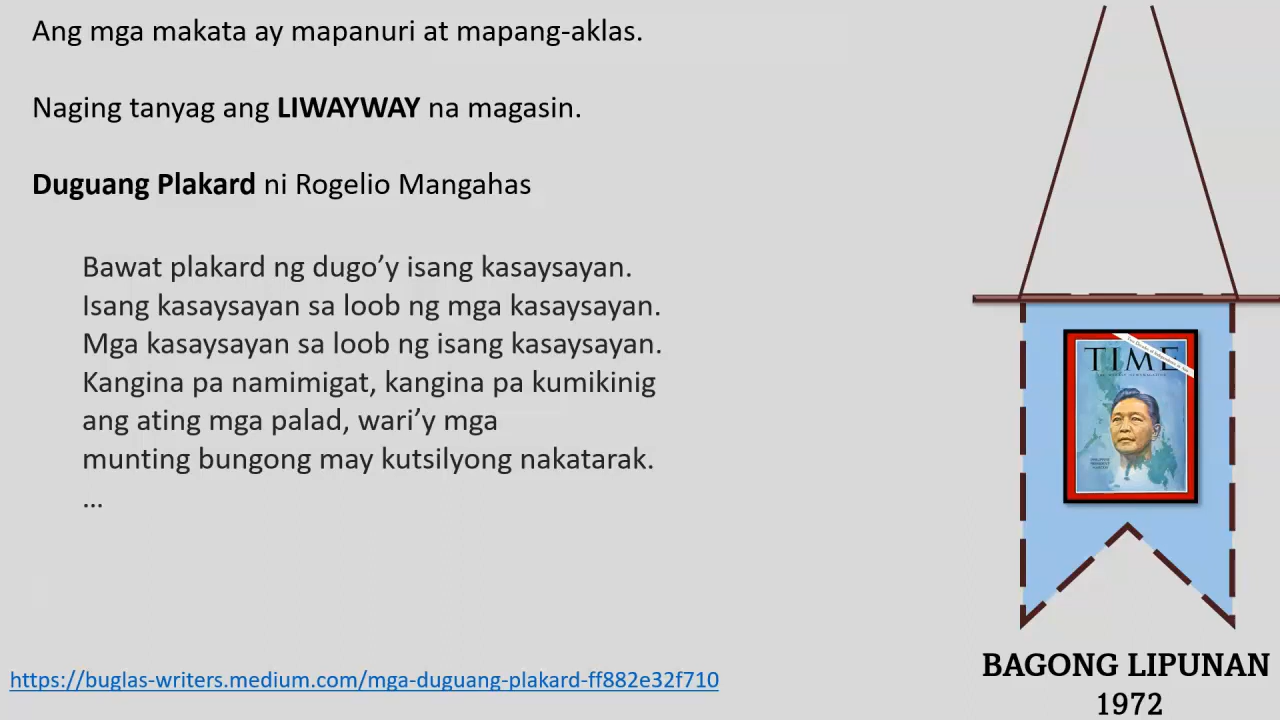 Ang mga makata ay mapanuri at mapang-aklas.
Naging tanyag ang LIWAYWAY na magasin.
Duguang Plakard ni Rogelio Mangahas
Bawat plakard ng dugo’y isang kasaysayan.
Isang kasaysayan sa loob ng mga kasaysayan.
Mga kasaysayan sa loob ng isang kasaysayan.
Kangina pa namimigat, kangina pa kumikinig
ang ating mga palad, wari’y mga
munting bungong may kutsilyong nakatarak.
...
https://buglas-writers.medium.com/mga-duguang-plakard-ff882e32f710
TIME
BAGONG LIPUNAN
1972